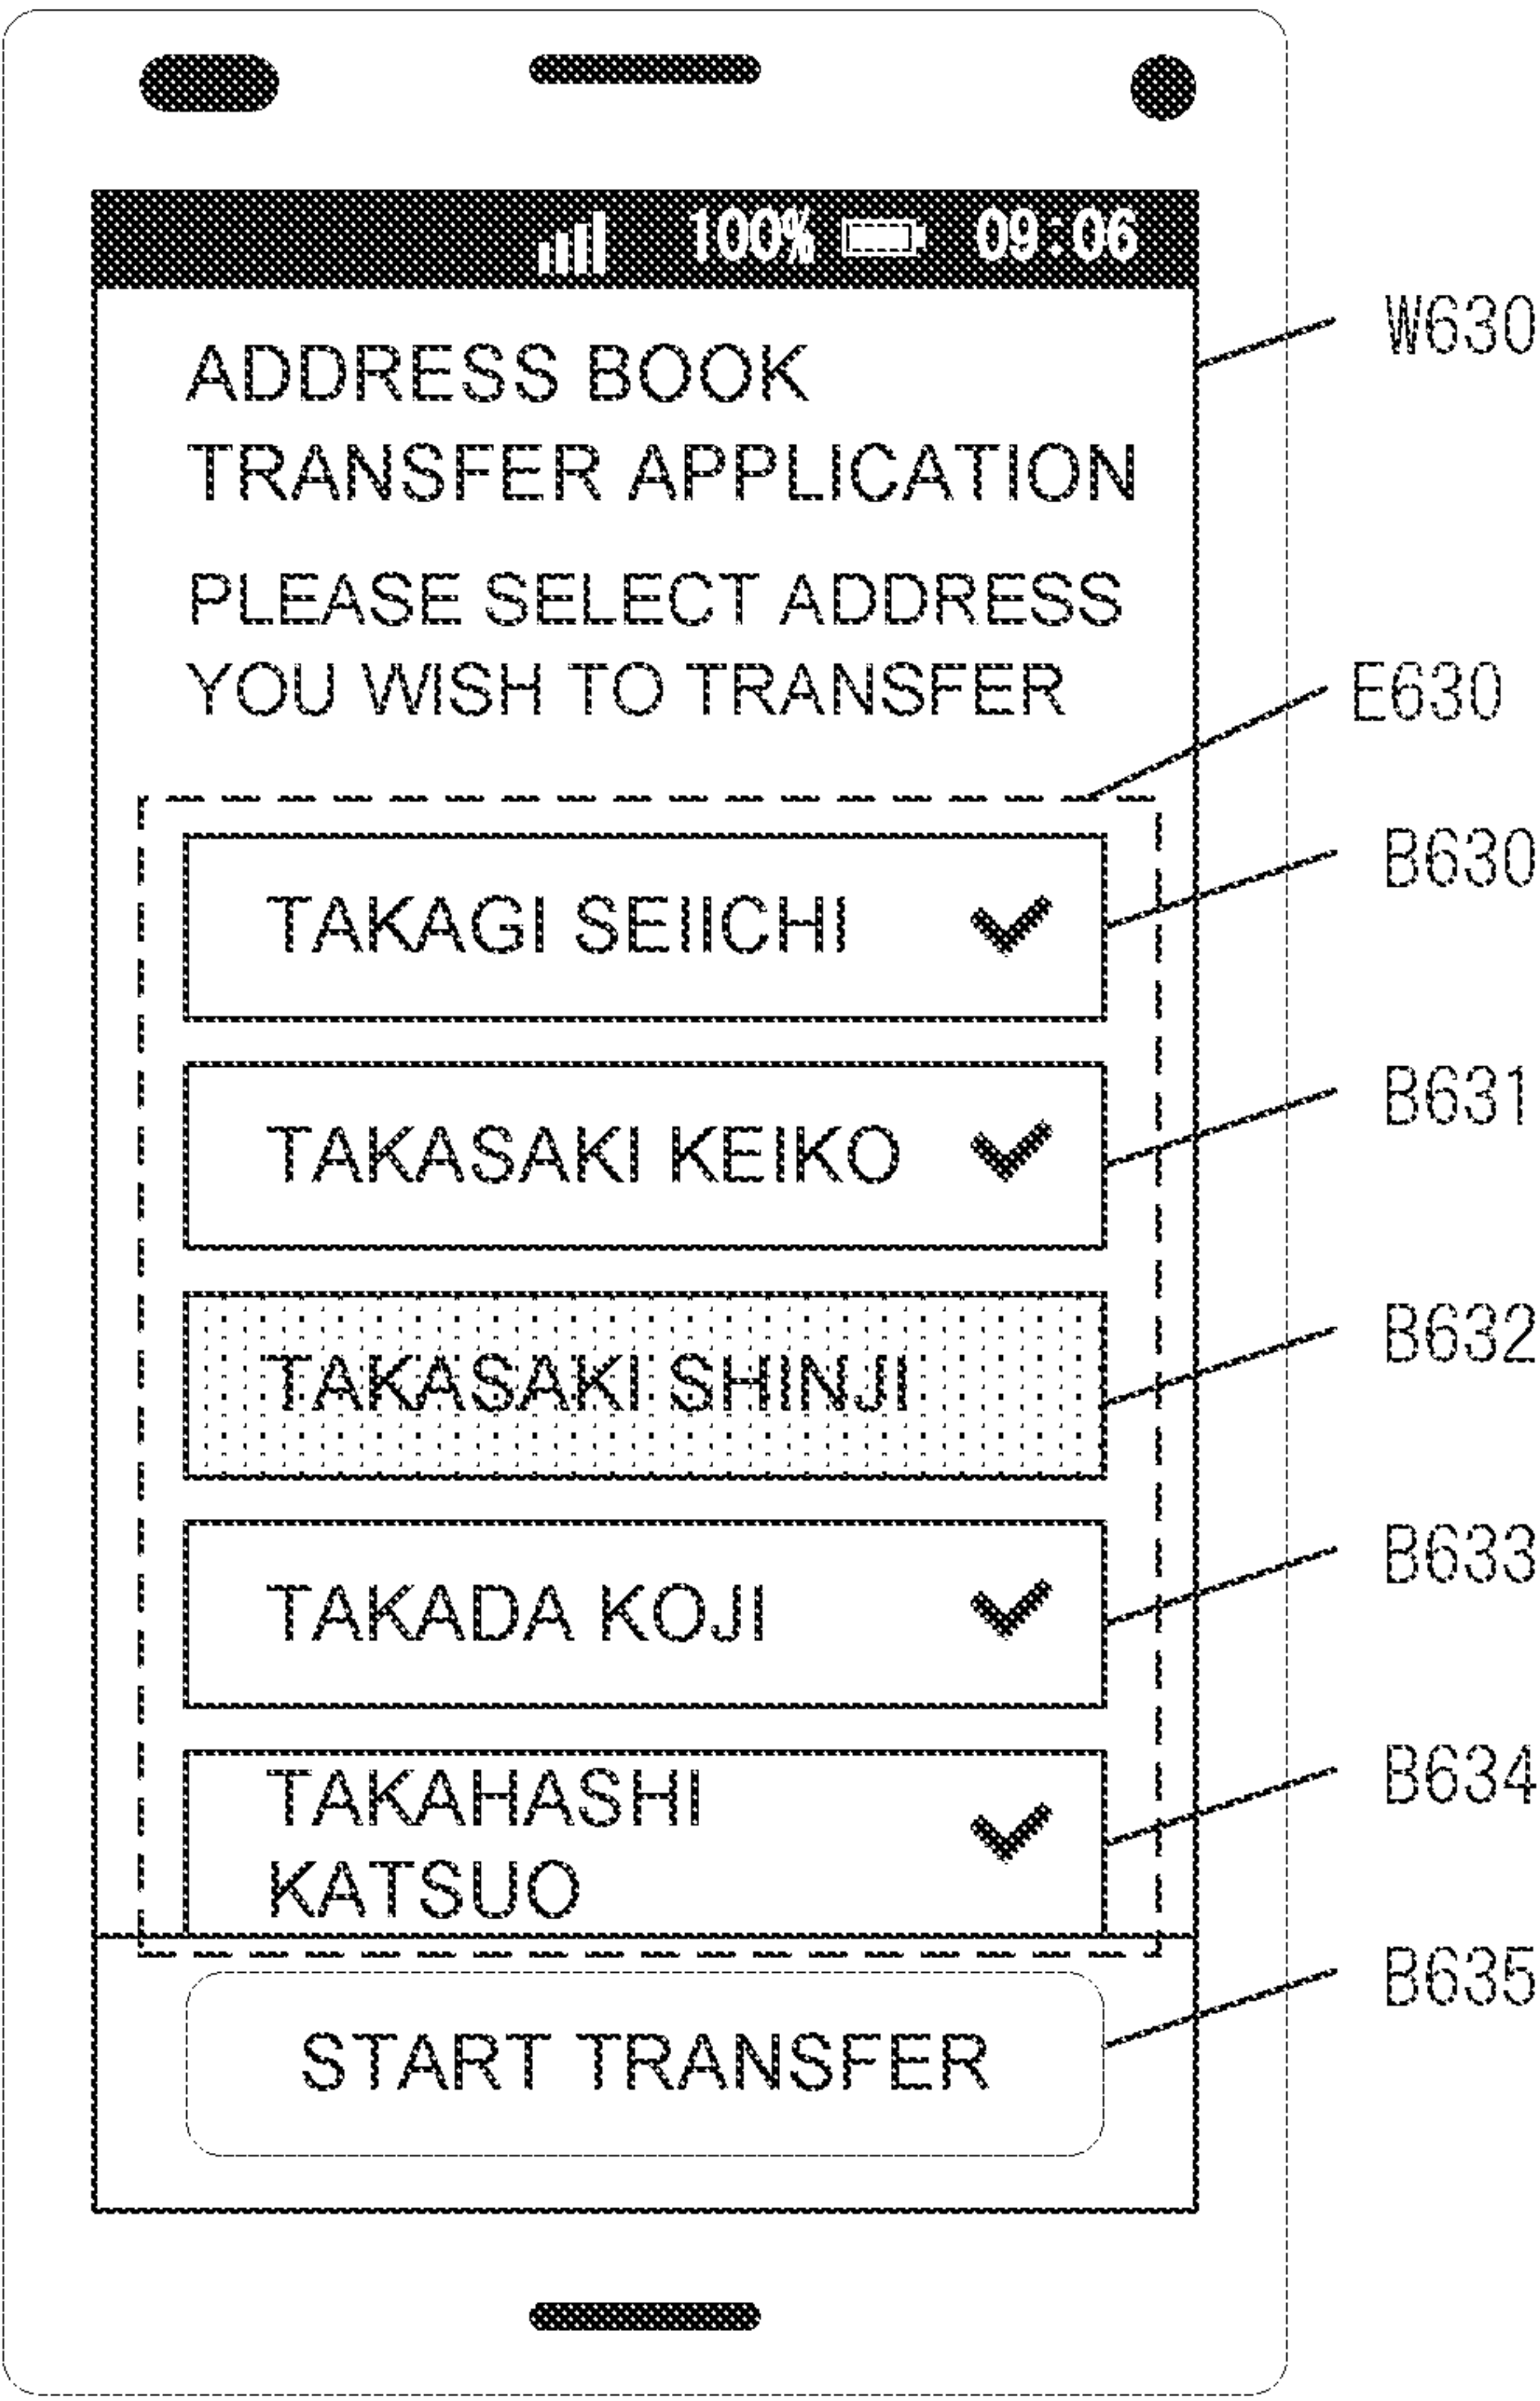 100% 09:06
W630
ADDRESS BOOK
TRANSFER APPLICATION
PLEASE SELECT ADDRESS
YOU WISH TO TRANSFER
E630
TAKAGI SEIICHI
B630
TAKASAKI KEIKO
B631
TAKASAKI SHINJI
B632
TAKADA KOJI
B633
TAKAHASHI
KATSUO
B634
START TRANSFER
B635